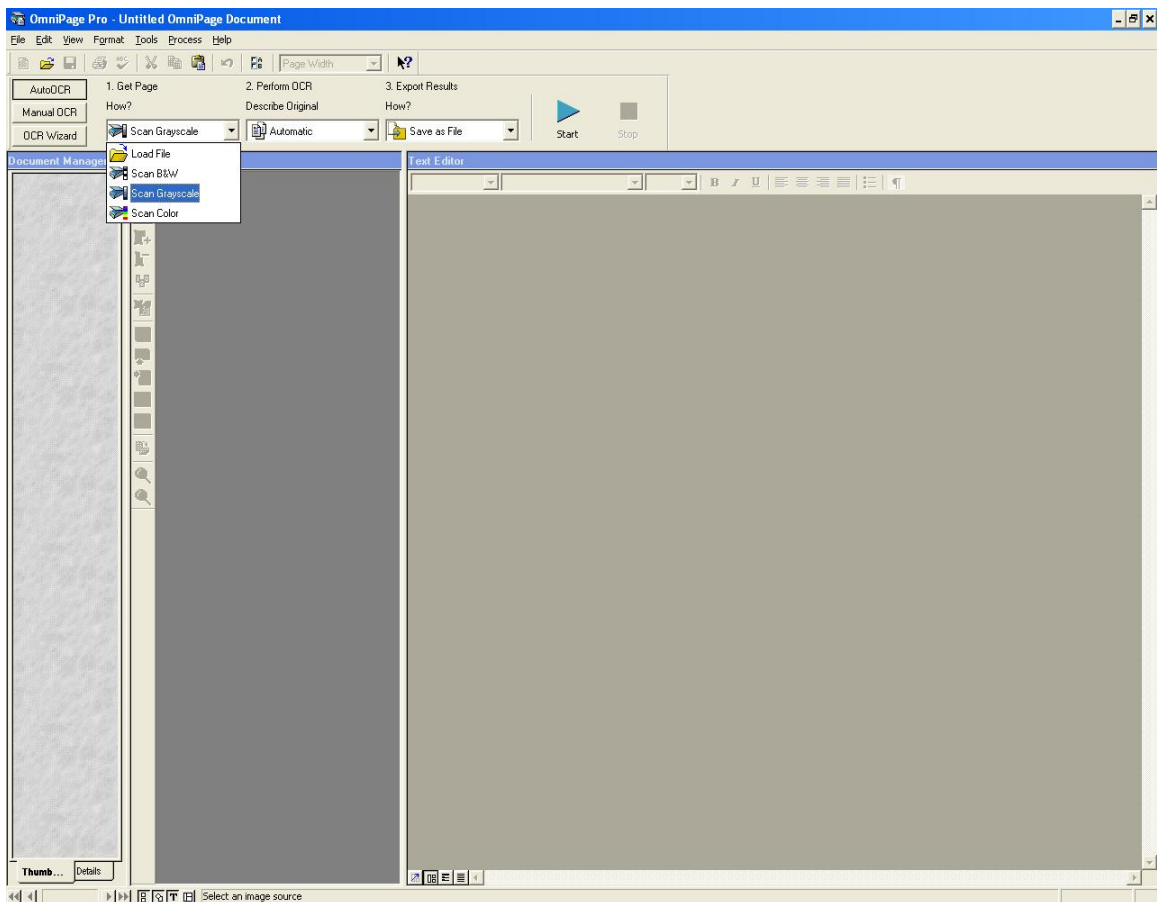 OmniPage Pro - Untitled OmniPage Document
File Edit View Format Tools Process Help
Page Width
AutoOCR
Manual OCR
OCR Wizard
1. Get Page
How?
Scan Grayscale
2. Perform OCR
Describe Original
Automatic
3. Export Results
How?
Save as File
Start
Stop
Load File
Scan B&W
Scan Grayscale
Scan Color
Document Manage
Text Editor
B I U
Thumb... Details
Select an image source